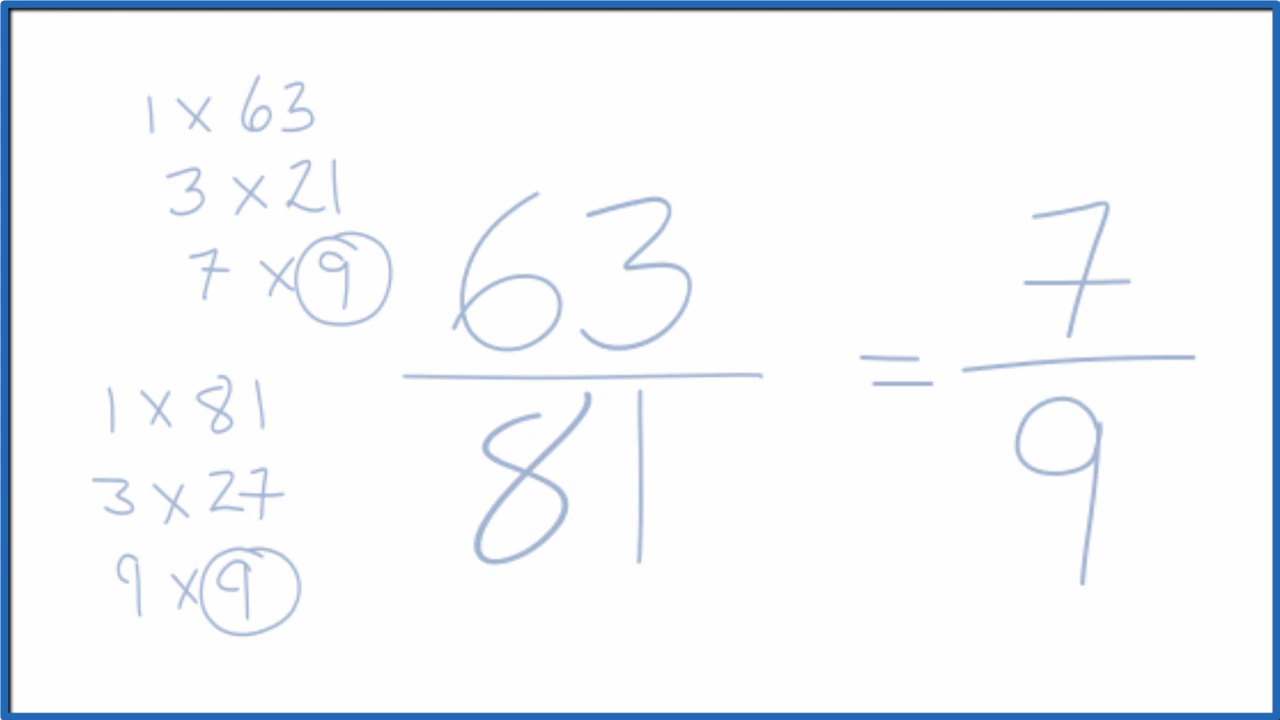 1 x 63
3 x 21
7 x 9
1 x 81
3 x 27
9 x 9
63
81
=
7
9